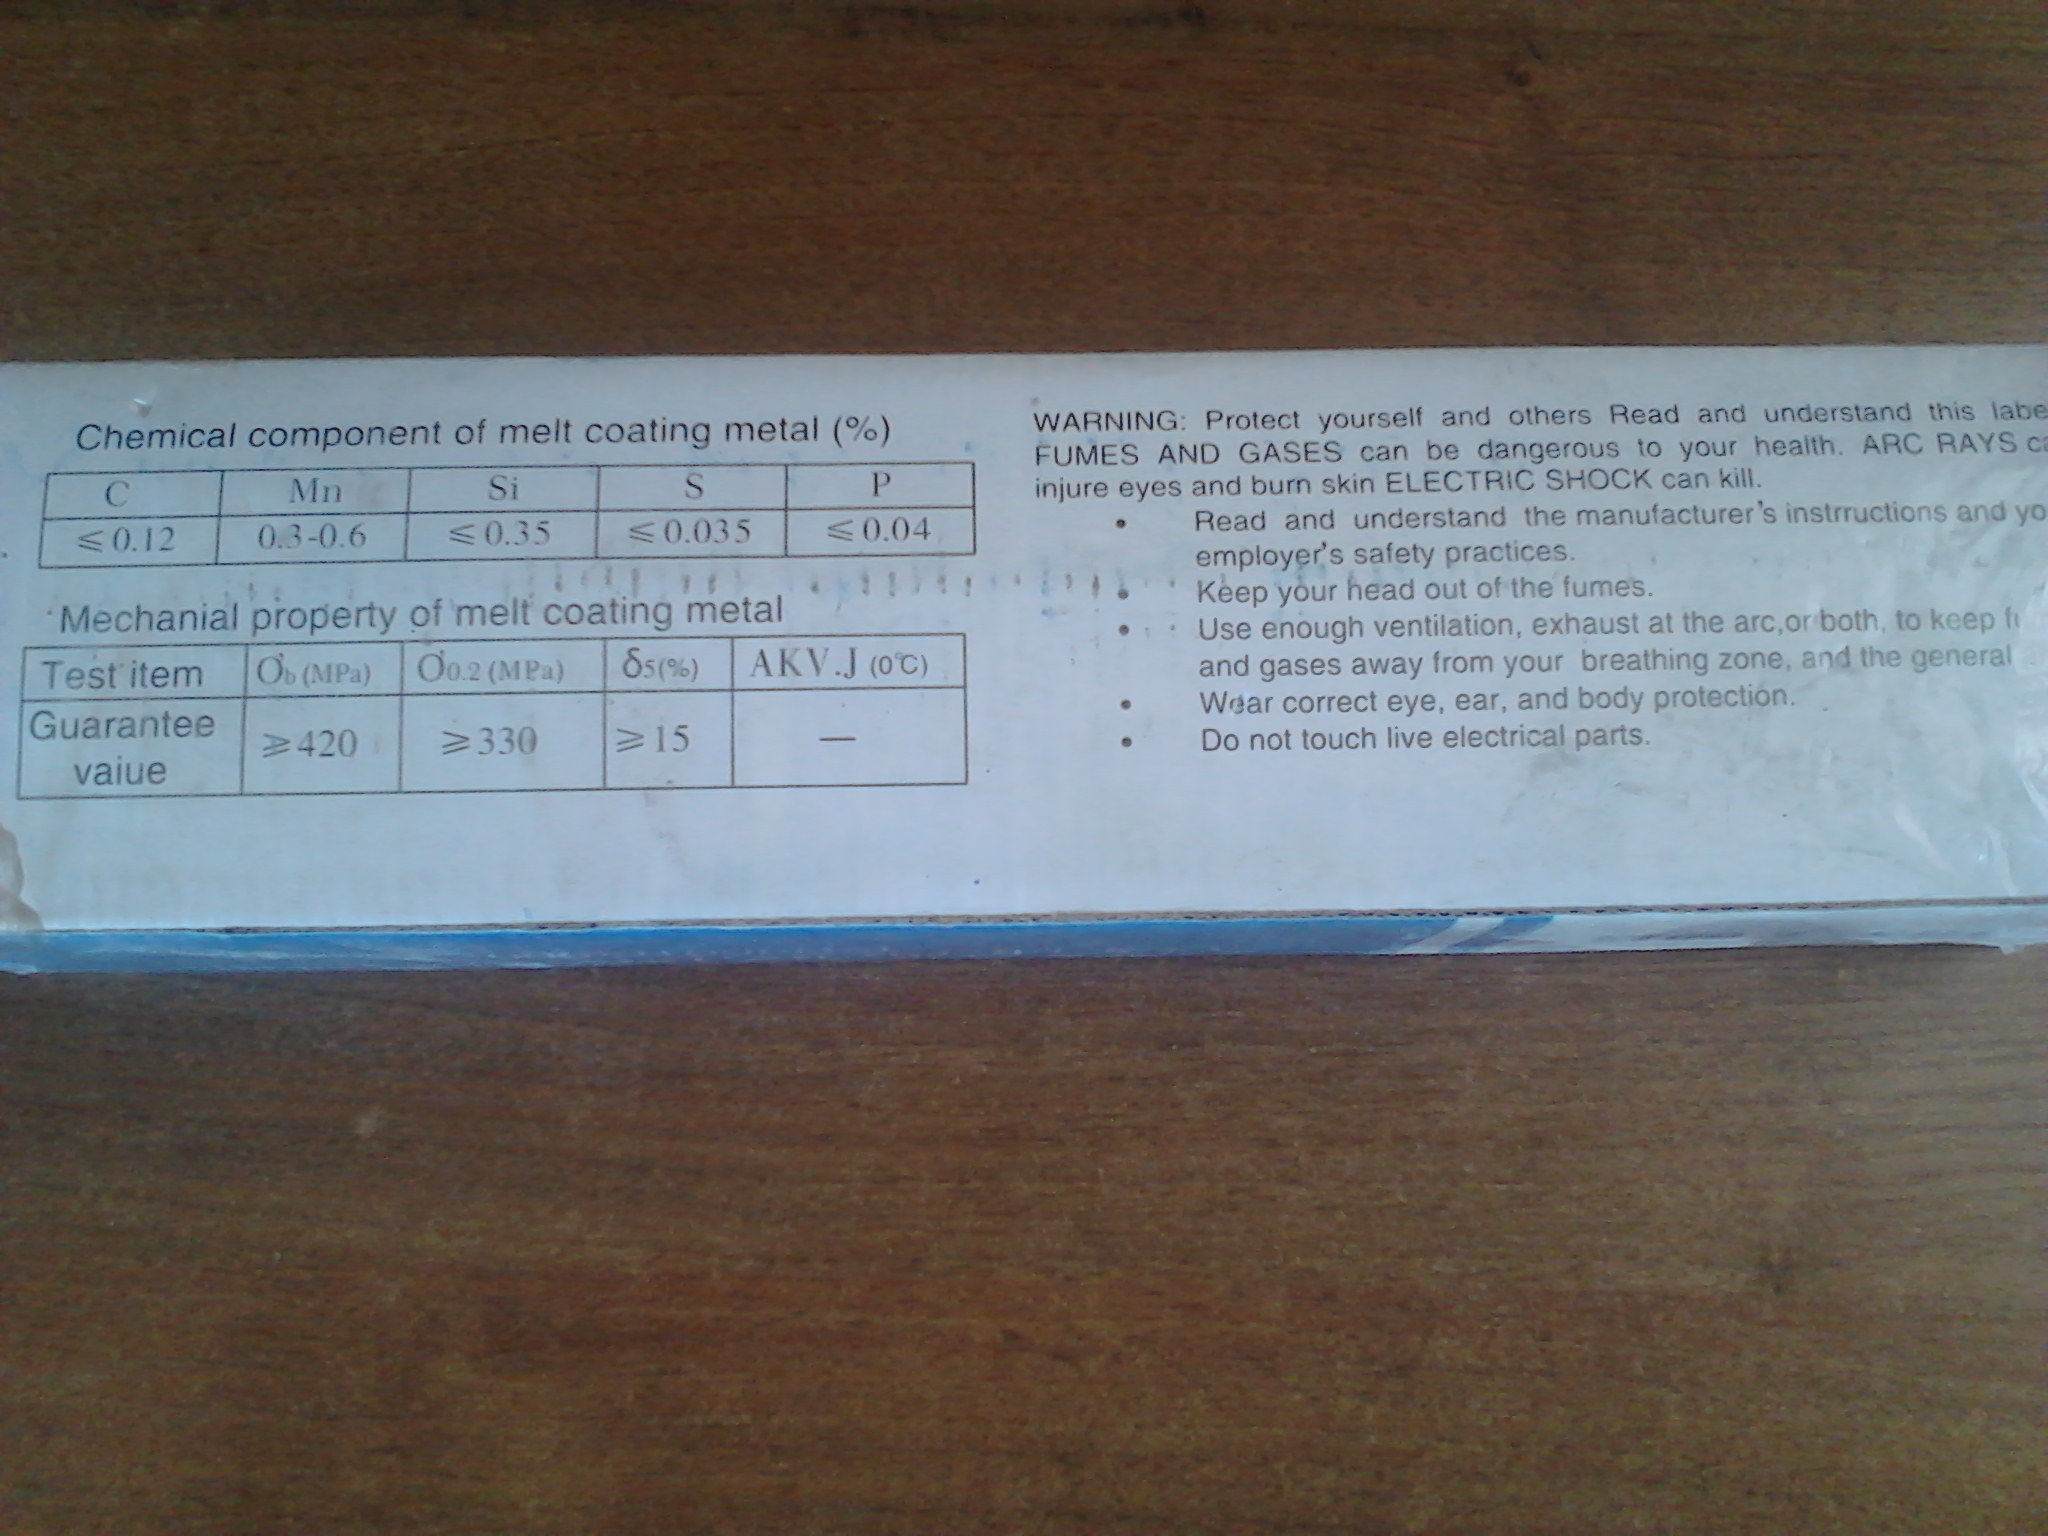 Chemical component of melt coating metal (%)
C Mn Si S P
≤0.12 0.3-0.6 ≤0.35 ≤0.035 ≤0.04
Mechanial property of melt coating metal
Test item σb (MPa) σ0.2 (MPa) δ5(%) AKV.J (0℃)
Guarantee
vaiue ≥420 ≥330 ≥15 —
WARNING: Protect yourself and others Read and understand this
FUMES AND GASES can be dangerous to your health. ARC RAYS
injure eyes and burn skin ELECTRIC SHOCK can kill.
• Read and understand the manufacturer's instrructions and
employer's safety practices.
• Keep your head out of the fumes.
• Use enough ventilation, exhaust at the arc,or both, to keep
and gases away from your breathing zone, and the general
• Wear correct eye, ear, and body protection.
• Do not touch live electrical parts.